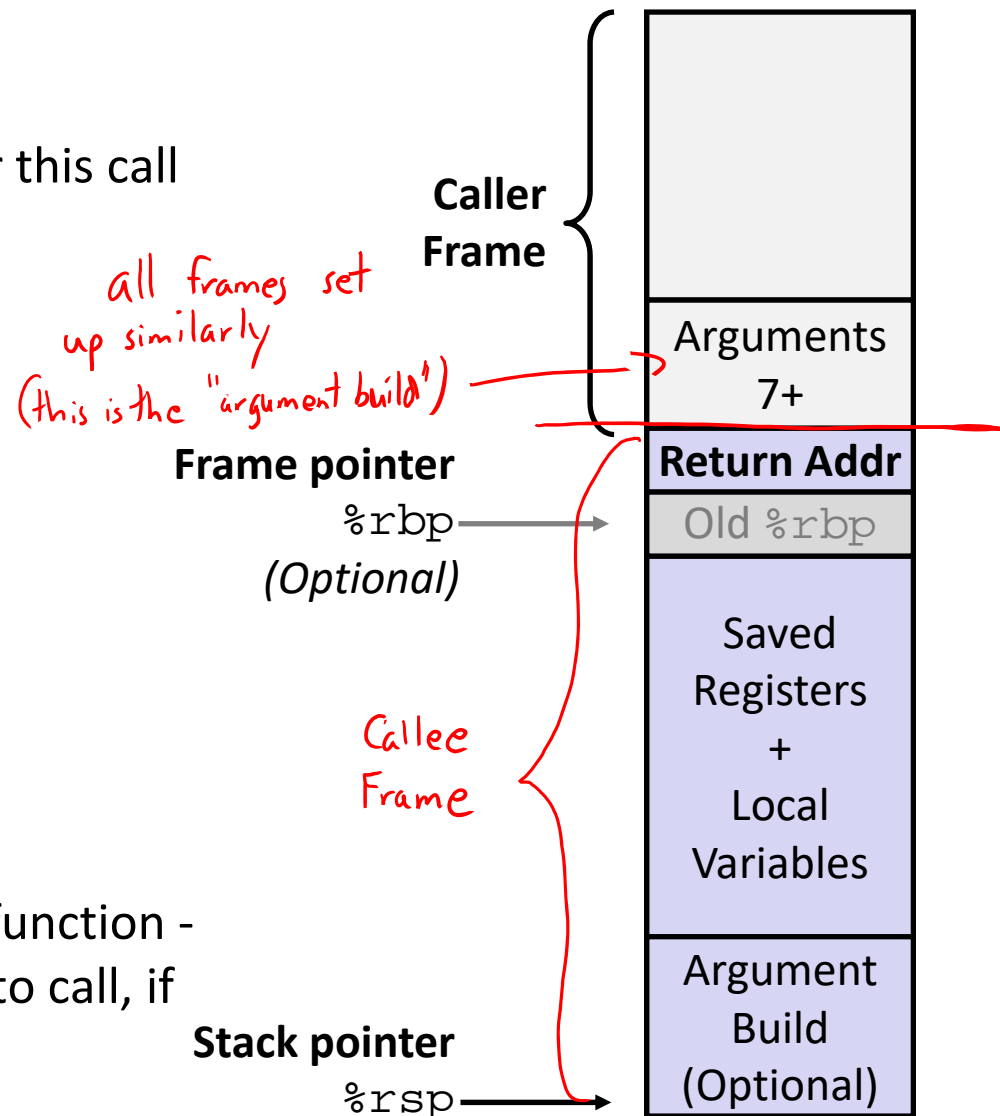 r this call
Caller
Frame
all frames set
up similarly
(this is the "argument build")
Arguments
7+
Frame pointer
%rbp
(Optional)
Return Addr
Old %rbp
Saved
Registers
+
Local
Variables
Callee
Frame
function -
to call, if
Stack pointer
%rsp
Argument
Build
(Optional)